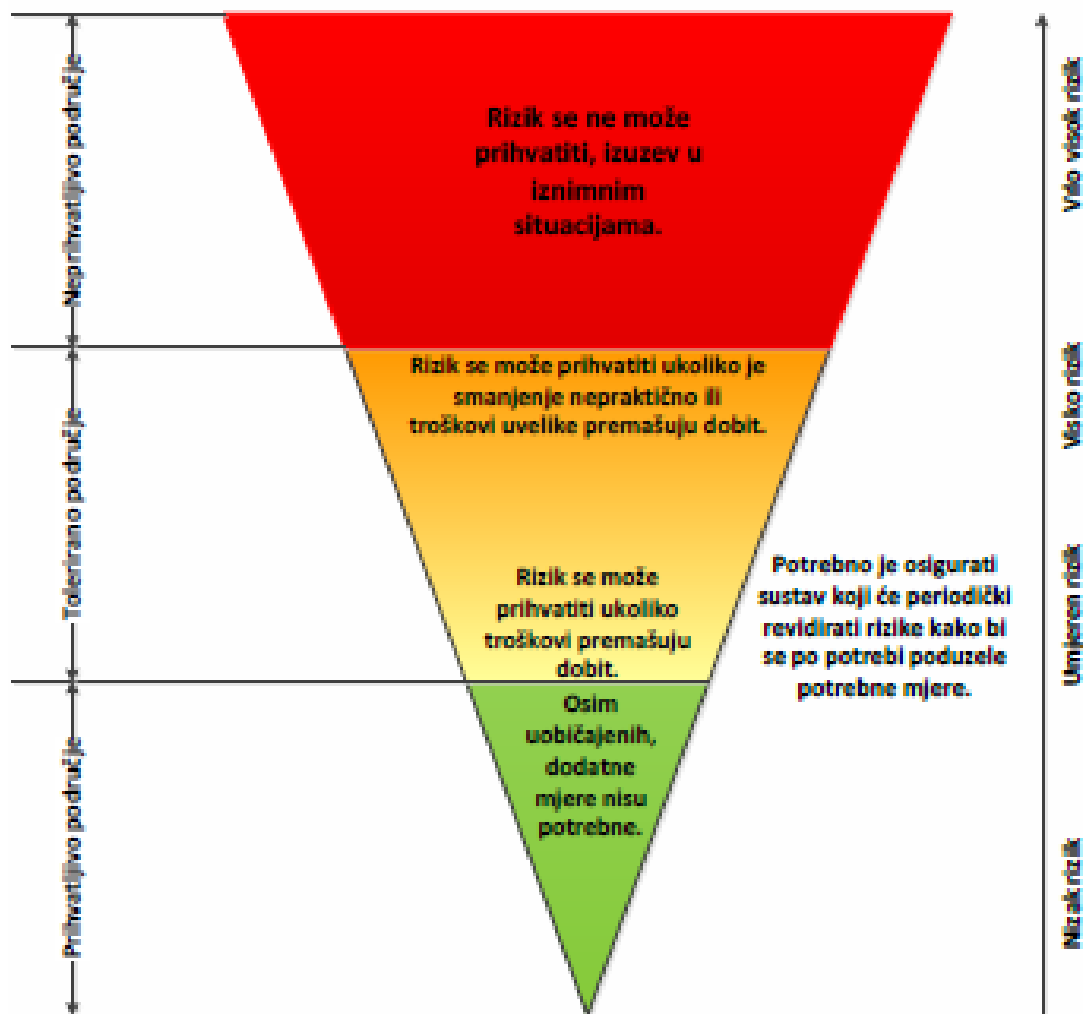 Neprihvatljivo područje
Tolerirano područje
Prihvatljivo područje
Rizik se ne može
prihvatiti, izuzev u
iznimnim
situacijama.
Rizik se može prihvatiti ukoliko je
smanjenje nepraktično ili
troškovi uvelike premašuju dobit.
Rizik se može
prihvatiti ukoliko
troškovi premašuju
dobit.
Osim
uobičajenih,
dodatne
mjere nisu
potrebne.
Potrebno je osigurati
sustav koji će periodički
revidirati rizike kako bi
se po potrebi poduzele
potrebne mjere.
Vrlo visok rizik
Visko rizik
Umjeren rizik
Nizak rizik